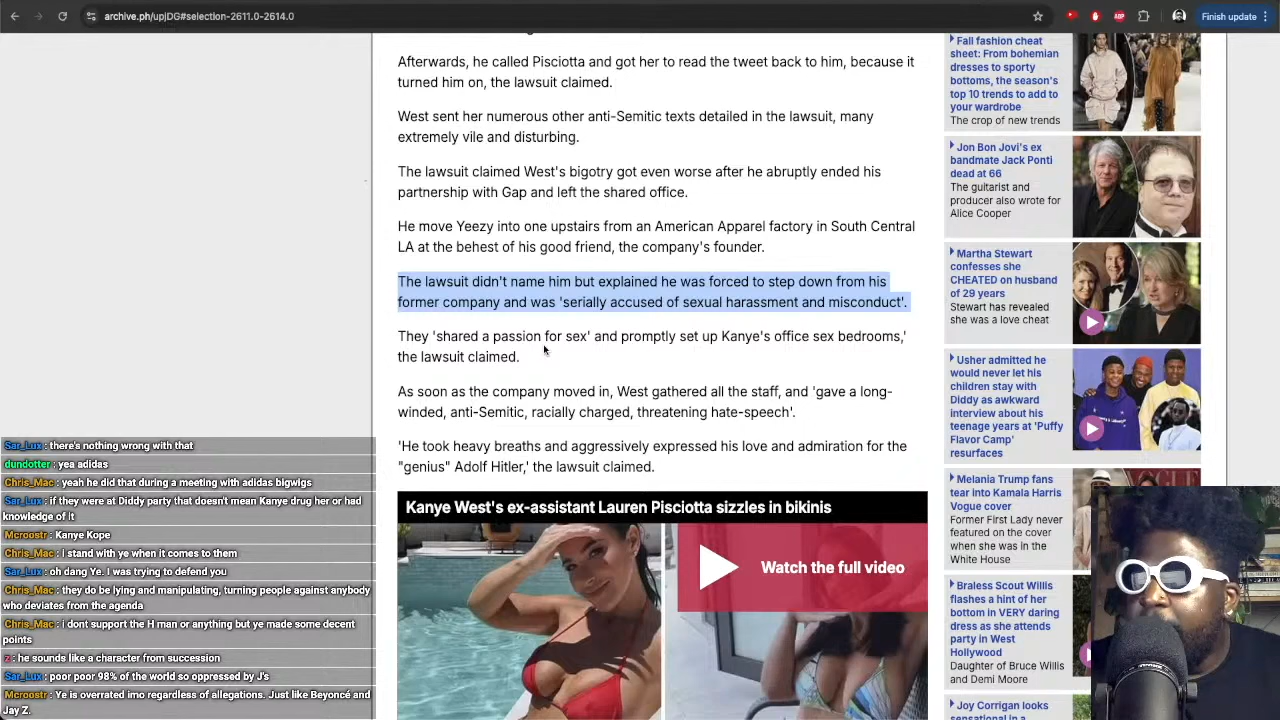 archive.ph/upjDG#selection-2611.0-2614.0
Finish update
Afterwards, he called Pisciotta and got her to read the tweet back to him, because it
turned him on, the lawsuit claimed.
West sent her numerous other anti-Semitic texts detailed in the lawsuit, many
extremely vile and disturbing.
The lawsuit claimed West's bigotry got even worse after he abruptly ended his
partnership with Gap and left the shared office.
He move Yeezy into one upstairs from an American Apparel factory in South Central
LA at the behest of his good friend, the company's founder.
The lawsuit didn't name him but explained he was forced to step down from his
former company and was 'serially accused of sexual harassment and misconduct'.
They 'shared a passion for sex' and promptly set up Kanye's office sex bedrooms,'
the lawsuit claimed.
As soon as the company moved in, West gathered all the staff, and 'gave a long-
winded, anti-Semitic, racially charged, threatening hate-speech'.
'He took heavy breaths and aggressively expressed his love and admiration for the
"genius" Adolf Hitler,' the lawsuit claimed.
Kanye West's ex-assistant Lauren Pisciotta sizzles in bikinis
Watch the full video
Fall fashion cheat
sheet: From bohemian
dresses to sporty
bottoms, the season's
top 10 trends to add to
your wardrobe
The crop of new trends
Jon Bon Jovi's ex
bandmate Jack Ponti
dead at 66
The guitarist and
producer also wrote for
Alice Cooper
Martha Stewart
confesses she
CHEATED on husband
of 29 years
Stewart has revealed
she was a love cheat
Usher admitted he
would never let his
children stay with
Diddy as awkward
interview about his
teenage years at 'Puffy
Flavor Camp'
resurfaces
Melania Trump fans
tear into Kamala Harris
Vogue cover
Former First Lady never
featured on the cover
when she was in the
White House
Braless Scout Willis
flashes a hint of her
bottom in VERY daring
dress as she attends
party in West
Hollywood
Daughter of Bruce Willis
and Demi Moore
Joy Corrigan looks
sensational in a
Sar_Lux : there's nothing wrong with that
dundotter : yea adidas
Chris_Mac : yeah he did that during a meeting with adidas bigwigs
Sar_Lux : if they were at Diddy party that doesn't mean Kanye drug her or had
knowledge of it
Mcroostr : Kanye Kope
Chris_Mac : I stand with ye when it comes to them
Sar_Lux : oh dang Ye. I was trying to defend you
Chris_Mac : they do be lying and manipulating, turning people against anybody
who deviates from the agenda
Chris_Mac : i dont support the H man or anything but ye made some decent
points
z : he sounds like a character from succession
Sar_Lux : poor poor 98% of the world so oppressed by J's
Mcroostr : Ye is overrated imo regardless of allegations. Just like Beyoncé and
Jay Z.